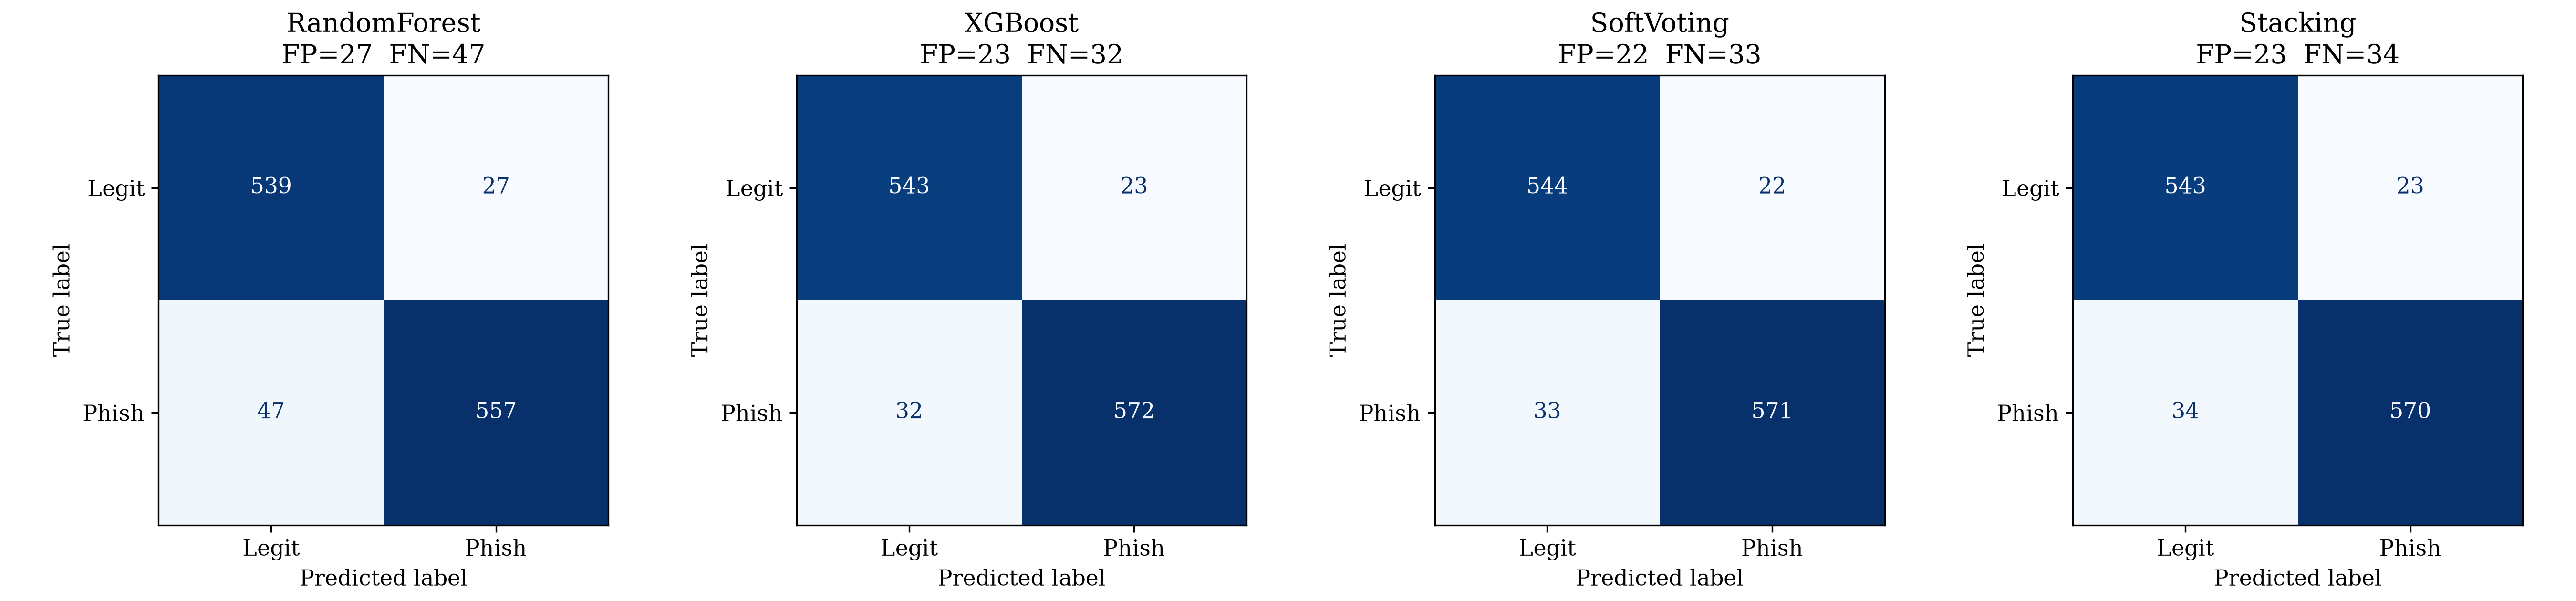 RandomForest
FP=27 FN=47
True label
Legit
539
27
Phish
47
557
Legit
Phish
Predicted label
XGBoost
FP=23 FN=32
True label
Legit
543
23
Phish
32
572
Legit
Phish
Predicted label
SoftVoting
FP=22 FN=33
True label
Legit
544
22
Phish
33
571
Legit
Phish
Predicted label
Stacking
FP=23 FN=34
True label
Legit
543
23
Phish
34
570
Legit
Phish
Predicted label